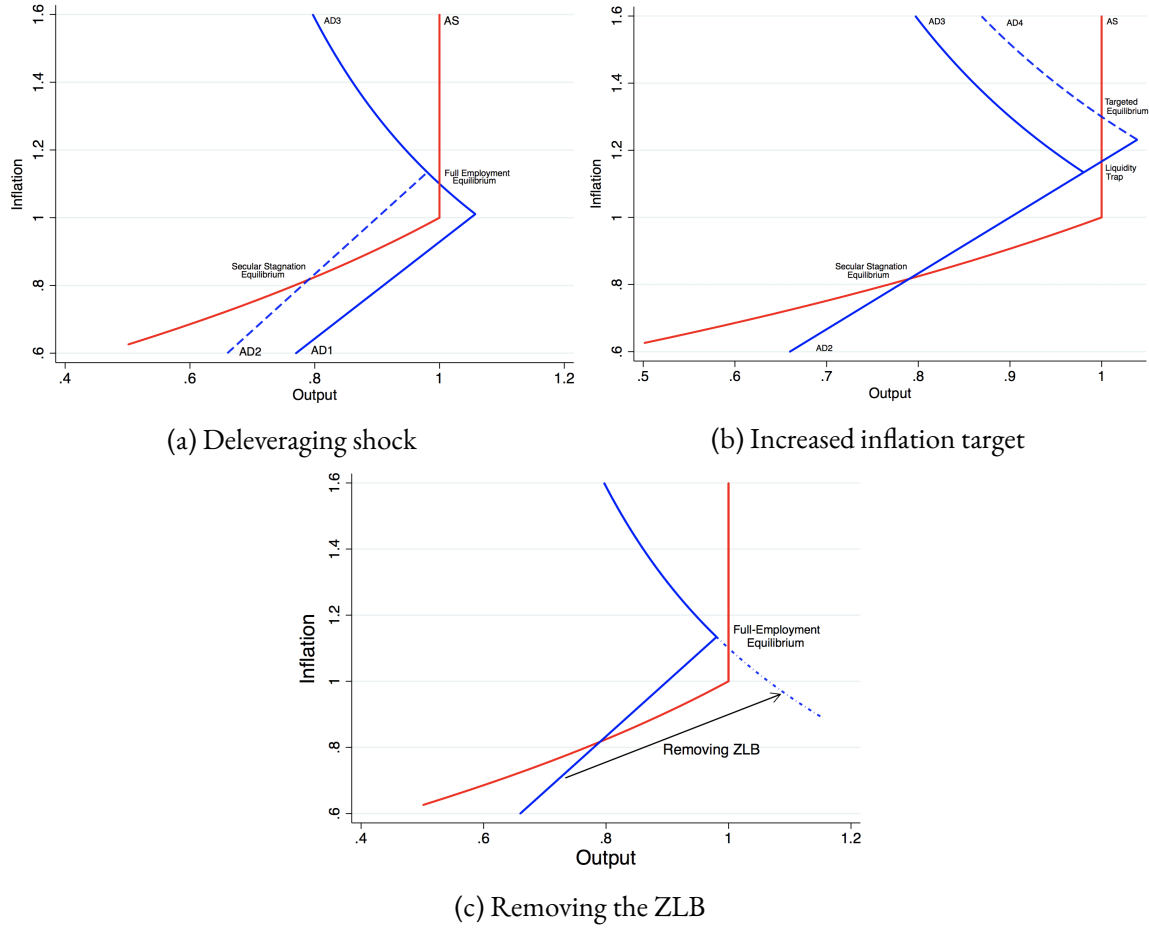 1.6
1.4
1.2
1
.8
.6
Inflation
AD3
AS
Full Employment
Equilibrium
Secular Stagnation
Equilibrium
AD2
AD1
.4
.6
.8
1
1.2
Output
(a) Deleveraging shock
1.6
1.4
1.2
1
.8
.6
Inflation
AD3
AD4
AS
Targeted
Equilibrium
Liquidity
Trap
Secular Stagnation
Equilibrium
AD2
.5
.6
.7
.8
.9
1
Output
(b) Increased inflation target
1.6
1.4
1.2
1
.8
.6
Inflation
Full-Employment
Equilibrium
Removing ZLB
.4
.6
.8
1
1.2
Output
(c) Removing the ZLB